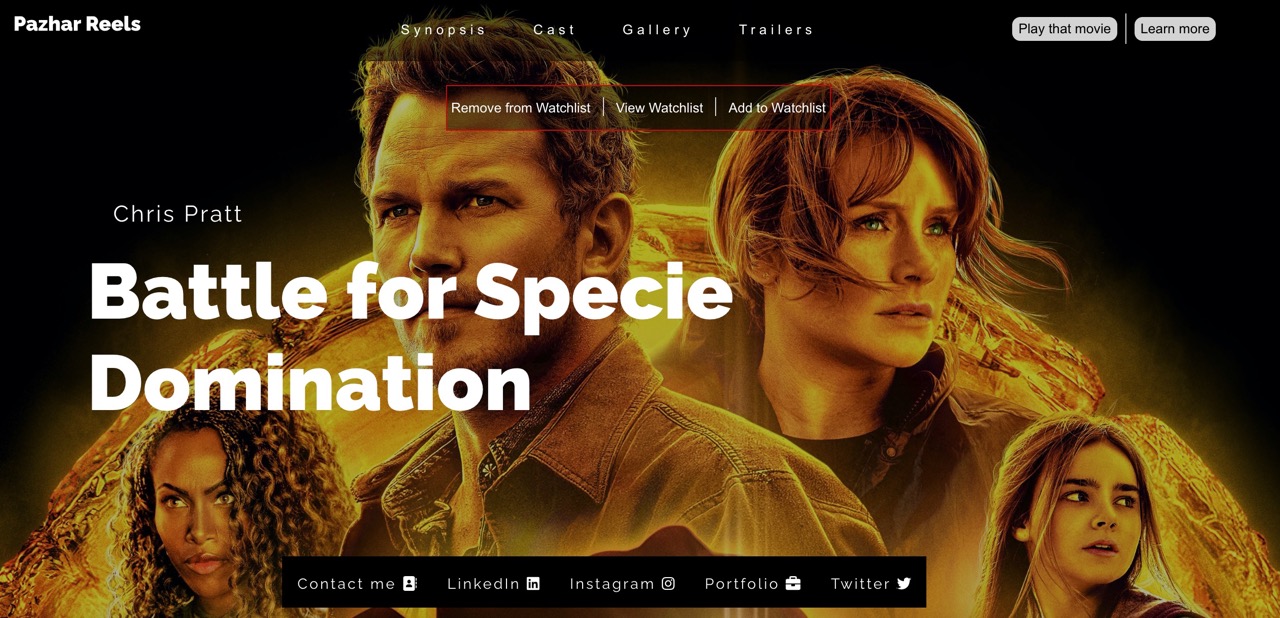 Pazhar Reels
Synopsis Cast Gallery Trailers
Play that movie Learn more
Remove from Watchlist View Watchlist Add to Watchlist
Chris Pratt
Battle for Specie
Domination
Contact me LinkedIn Instagram Portfolio Twitter